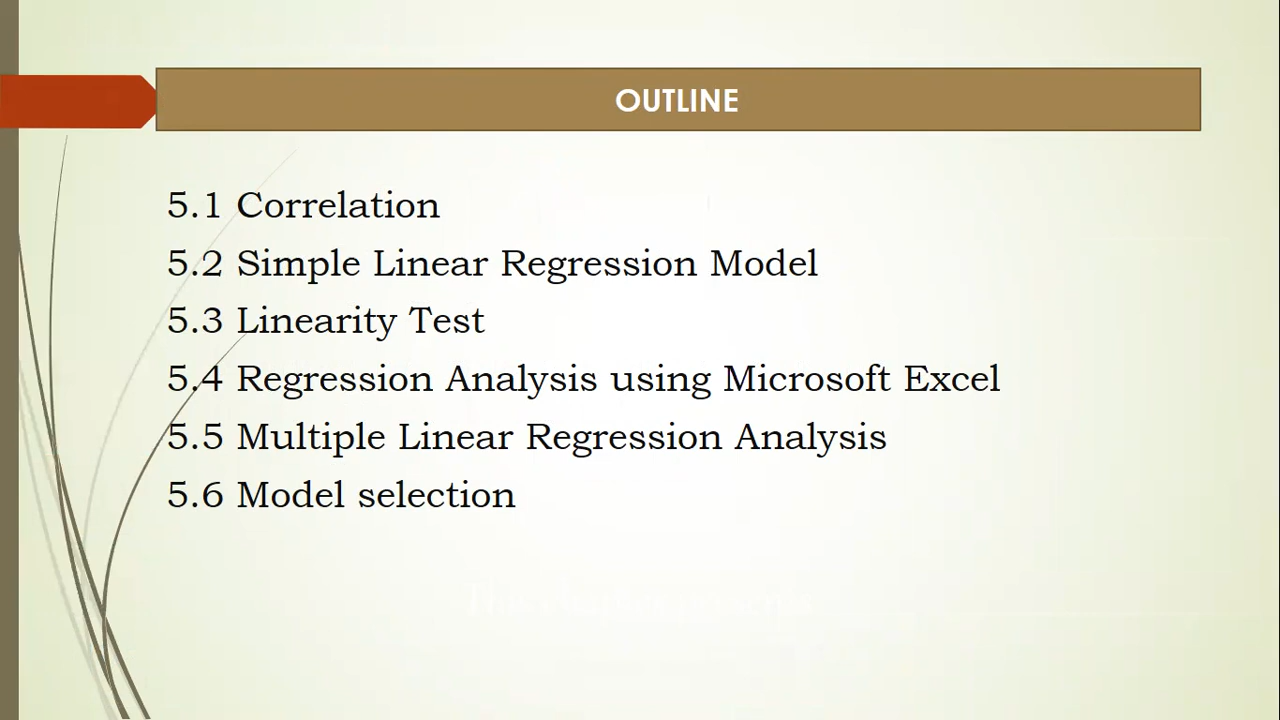 OUTLINE
5.1 Correlation
5.2 Simple Linear Regression Model
5.3 Linearity Test
5.4 Regression Analysis using Microsoft Excel
5.5 Multiple Linear Regression Analysis
5.6 Model selection